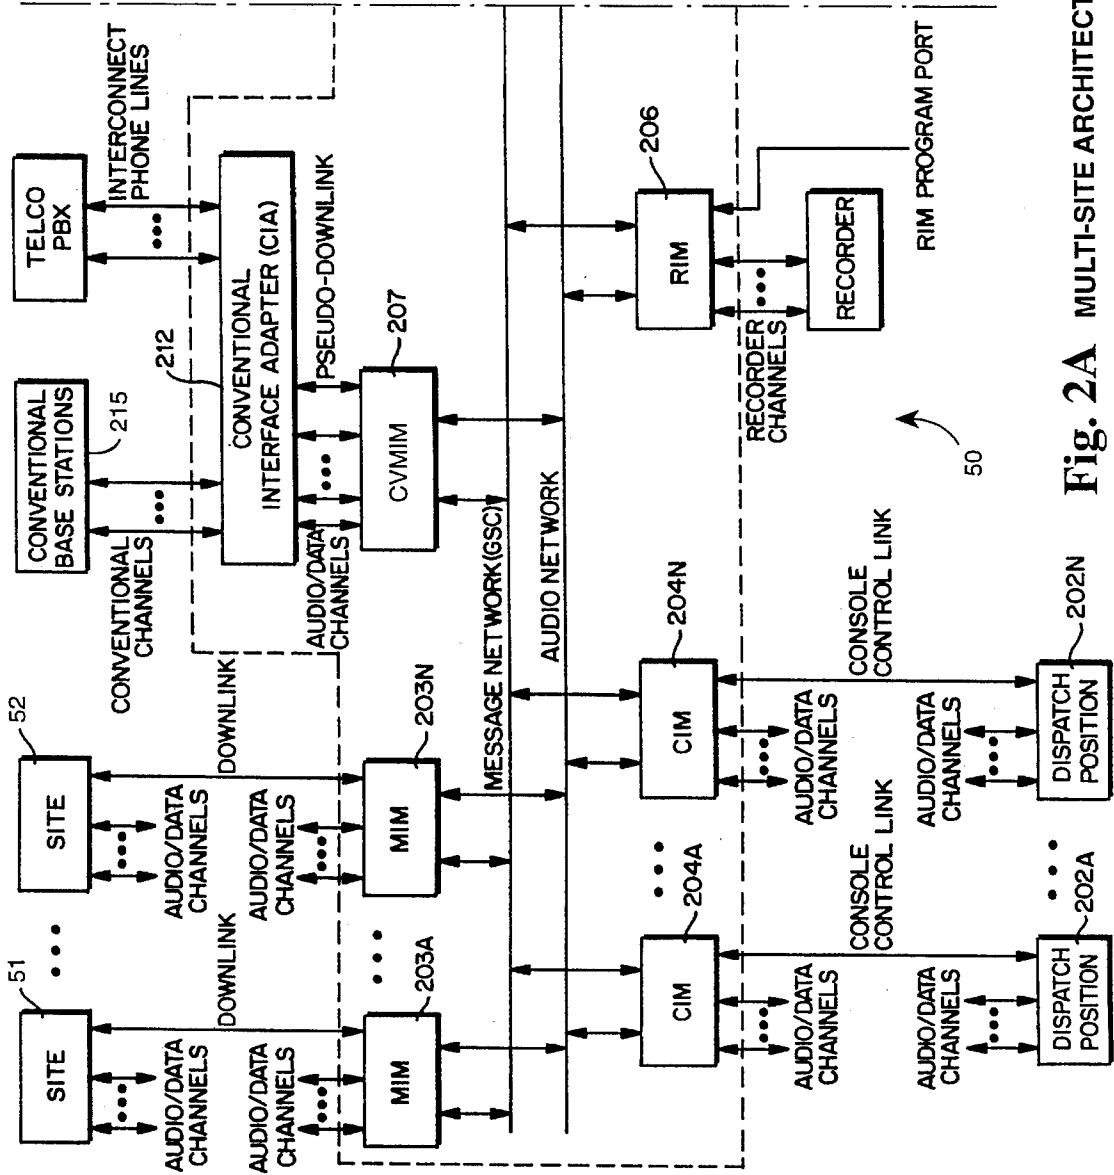 51
SITE
52
SITE
CONVENTIONAL
BASE STATIONS
215
TELCO
PBX
AUDIO/DATA
CHANNELS
DOWNLINK
AUDIO/DATA
CHANNELS
DOWNLINK
CONVENTIONAL
CHANNELS
INTERCONNECT
PHONE LINES
AUDIO/DATA
CHANNELS
AUDIO/DATA
CHANNELS
212
CONVENTIONAL
INTERFACE ADAPTER (CIA)
AUDIO/DATA
CHANNELS
PSEUDO-DOWNLINK
MIM
203A
MIM
203N
CVMIM
207
MESSAGE NETWORK(GSC)
AUDIO NETWORK
CIM
204A
CIM
204N
RIM
206
AUDIO/DATA
CHANNELS
CONSOLE
CONTROL LINK
AUDIO/DATA
CHANNELS
CONSOLE
CONTROL LINK
RECORDER
CHANNELS
RECORDER
RIM PROGRAM PORT
AUDIO/DATA
CHANNELS
AUDIO/DATA
CHANNELS
50
DISPATCH
POSITION
202A
DISPATCH
POSITION
202N
Fig. 2A MULTI-SITE ARCHITECT